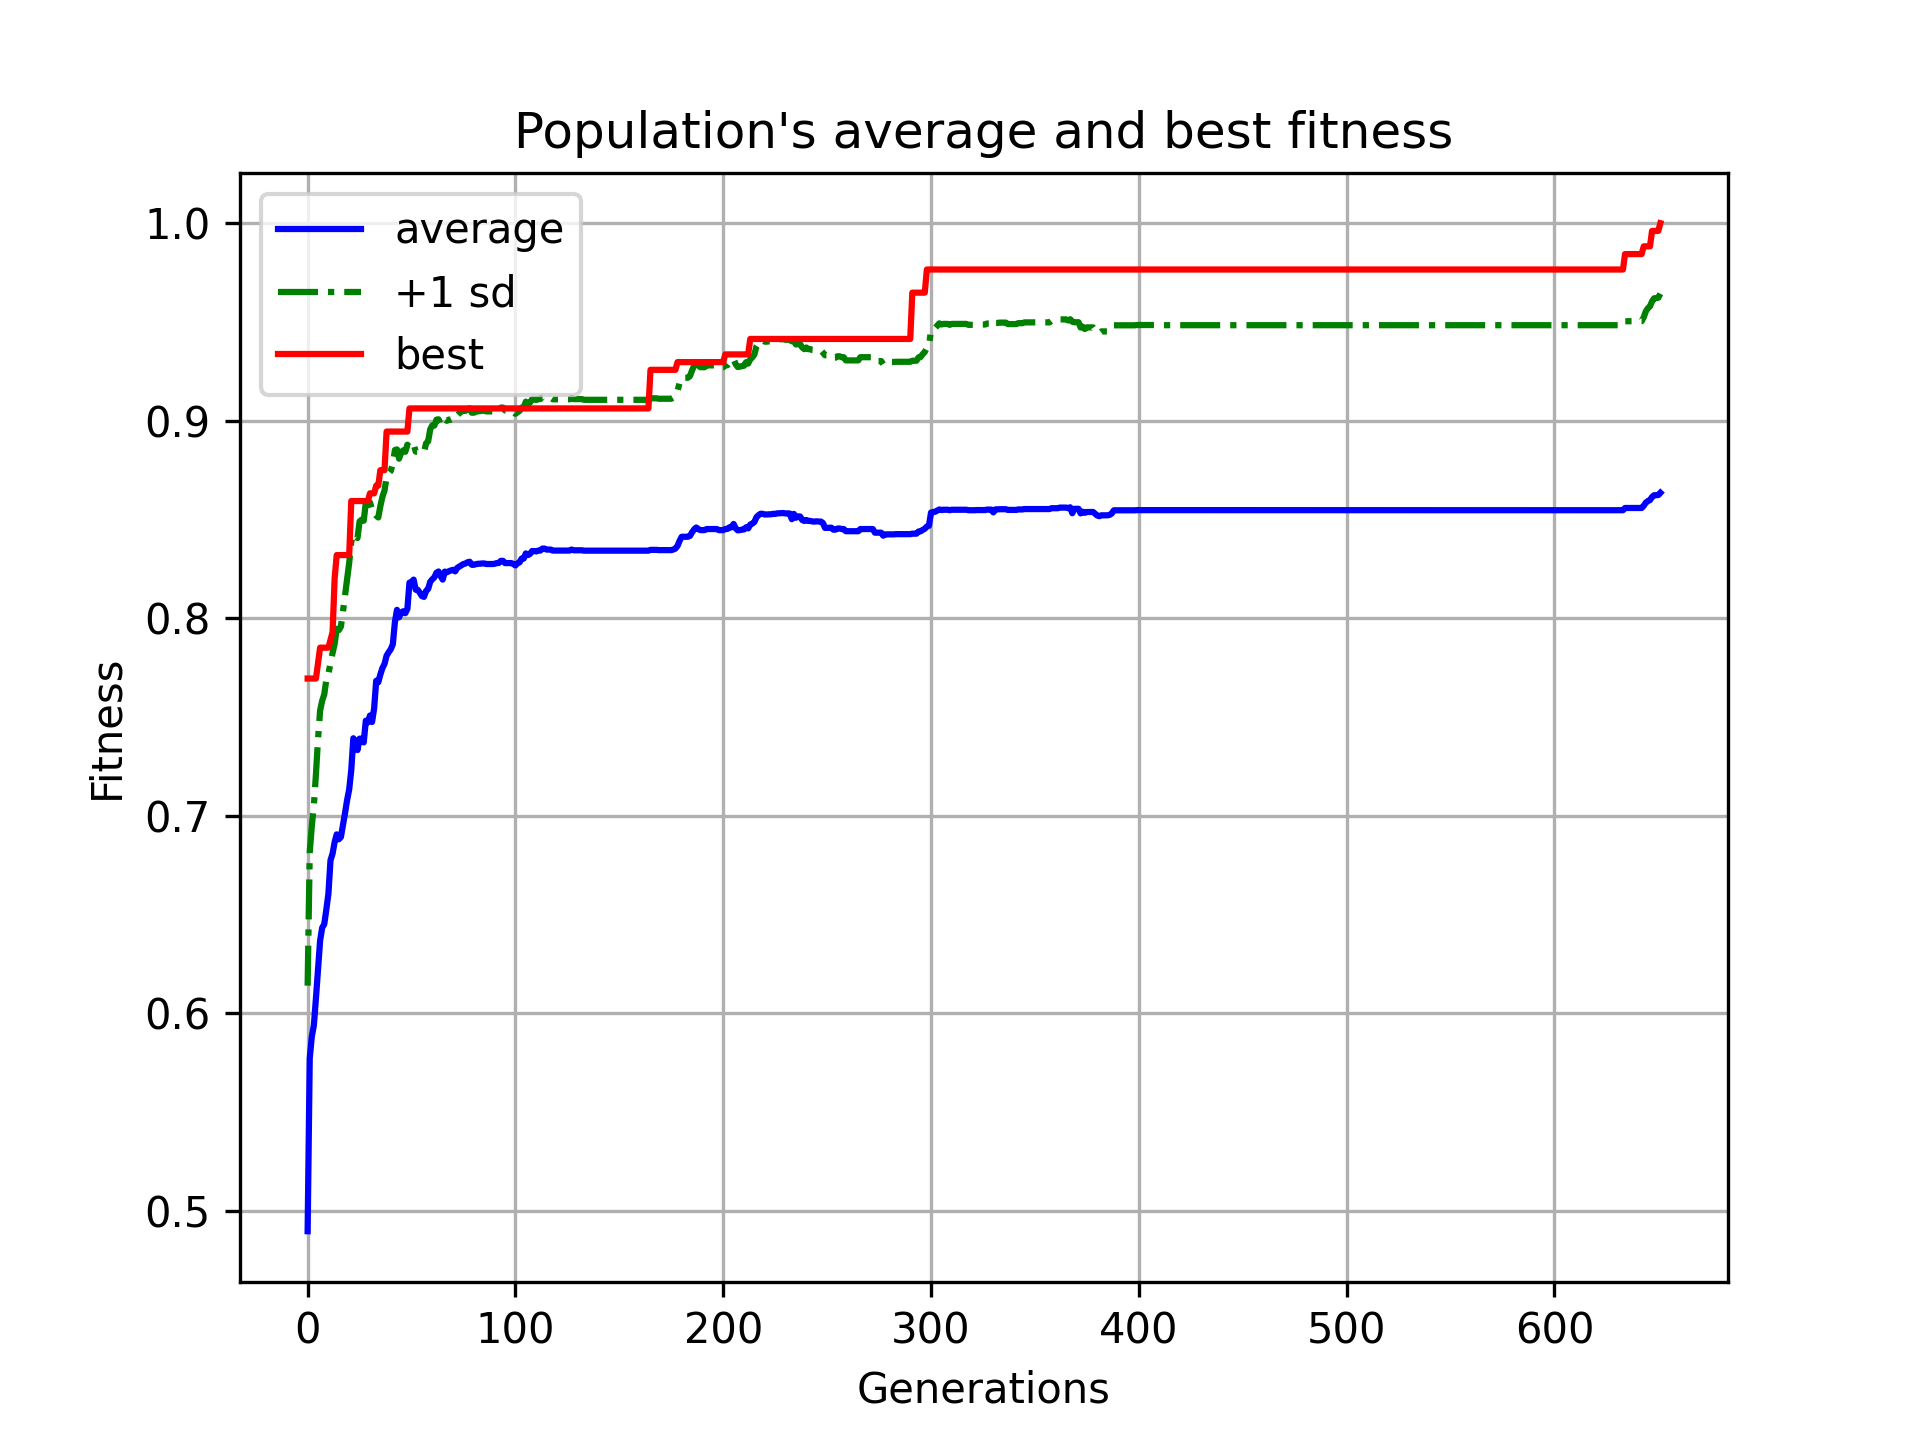 Population's average and best fitness
average
+1 sd
best
1.0
0.9
0.8
0.7
0.6
0.5
Fitness
0 100 200 300 400 500 600
Generations